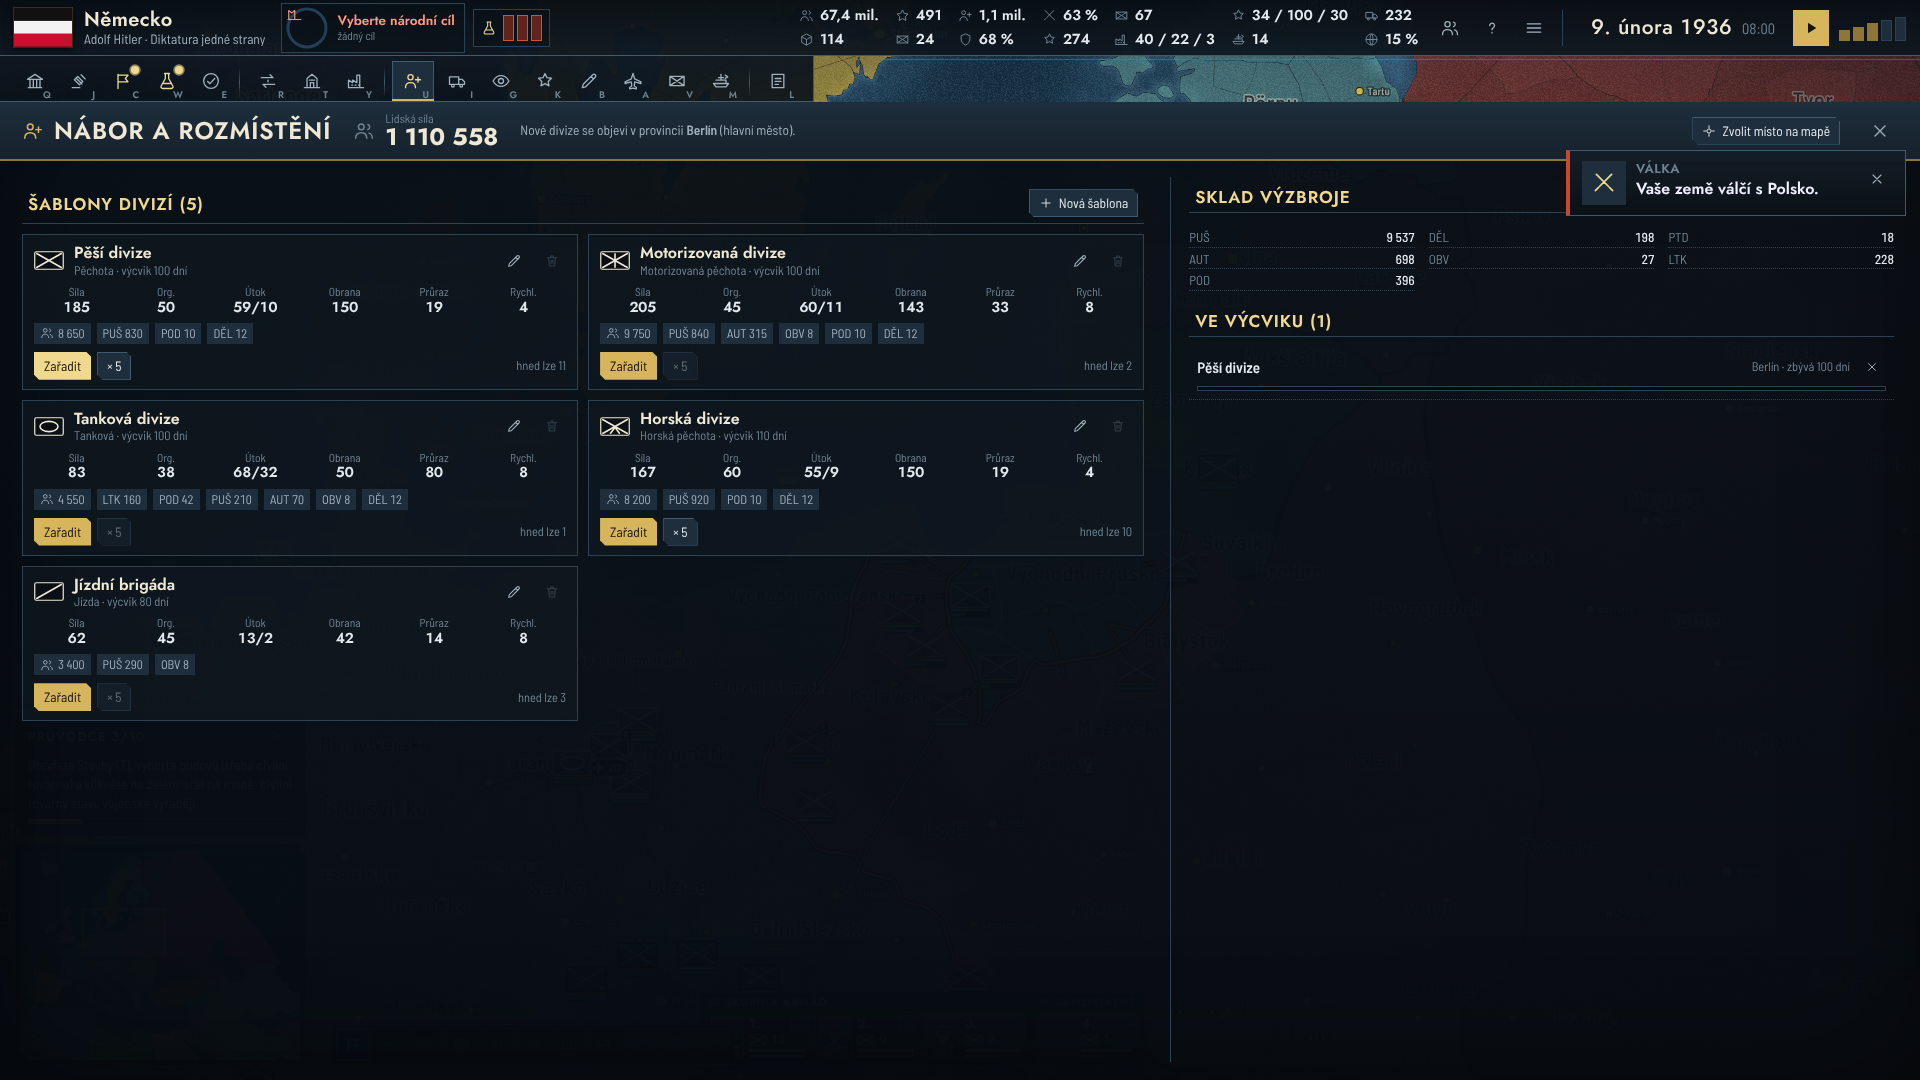 Německo
Adolf Hitler · Diktatura jedné strany
Vyberte národní cíl
žádný cíl
67,4 mil. 491 1,1 mil. 63 % 67 34 / 100 / 30 232
114 24 68 % 274 40 / 22 / 3 14 15 %
9. února 1936 08:00
Q J C W E R T Y U I G K B A V M L
Tartu
NÁBOR A ROZMÍSTĚNÍ
Lidská síla
1 110 558
Nové divize se objeví v provincii Berlín (hlavní město).
Zvolit místo na mapě
VÁLKA
Vaše země válčí s Polsko.
ŠABLONY DIVIZÍ (5)
Nová šablona
Pěší divize
Pěchota · výcvik 100 dní
Síla Org. Útok Obrana Průraz Rychl.
185 50 59/10 150 19 4
8 650 PUŠ 830 POD 10 DĚL 12
Zařadit × 5 hned lze 11
Motorizovaná divize
Motorizovaná pěchota · výcvik 100 dní
Síla Org. Útok Obrana Průraz Rychl.
205 45 60/11 143 33 8
9 750 PUŠ 840 AUT 315 OBV 8 POD 10 DĚL 12
Zařadit × 5 hned lze 2
Tanková divize
Tanková · výcvik 100 dní
Síla Org. Útok Obrana Průraz Rychl.
83 38 68/32 50 80 8
4 550 LTK 160 POD 42 PUŠ 210 AUT 70 OBV 8 DĚL 12
Zařadit × 5 hned lze 1
Horská divize
Horská pěchota · výcvik 110 dní
Síla Org. Útok Obrana Průraz Rychl.
167 60 55/9 150 19 4
8 200 PUŠ 920 POD 10 DĚL 12
Zařadit × 5 hned lze 10
Jízdní brigáda
Jízda · výcvik 80 dní
Síla Org. Útok Obrana Průraz Rychl.
62 45 13/2 42 14 8
3 400 PUŠ 290 OBV 8
Zařadit × 5 hned lze 3
SKLAD VÝZBROJE
PUŠ 9 537 DĚL 198 PTD 18
AUT 698 OBV 27 LTK 228
POD 396
VE VÝCVIKU (1)
Pěší divize Berlín · zbývá 100 dní